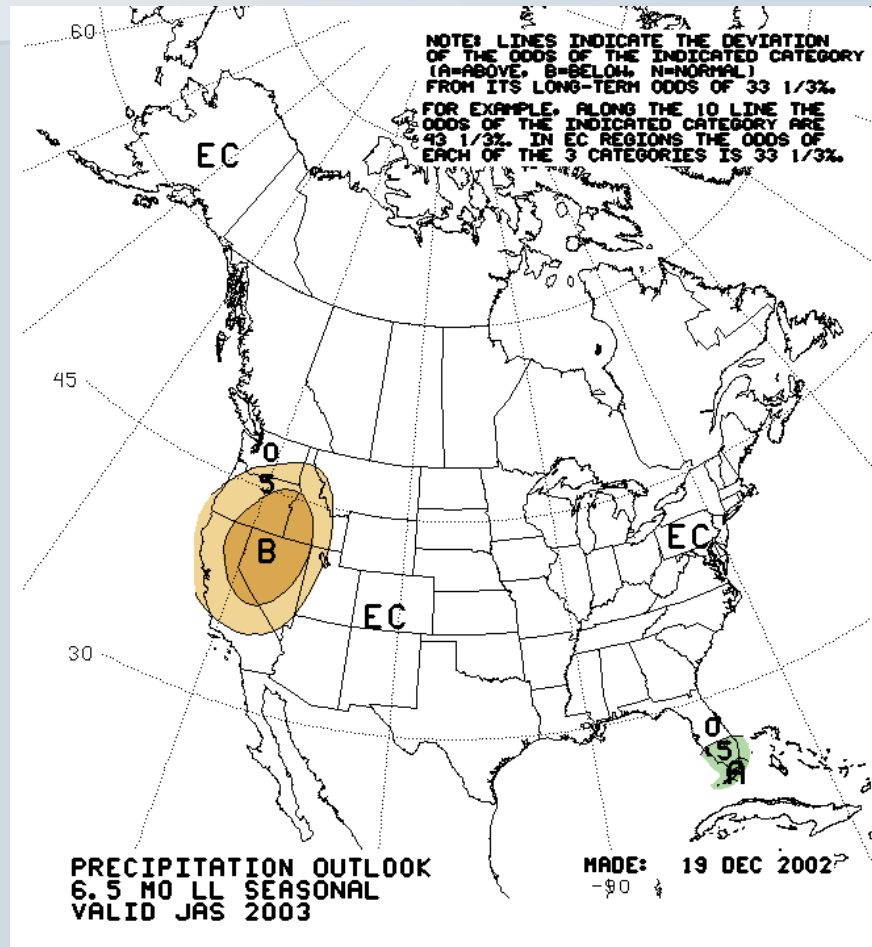 60
NOTE: LINES INDICATE THE DEVIATION
OF THE ODDS OF THE INDICATED CATEGORY
(A=ABOVE, B=BELOW, N=NORMAL)
FROM ITS LONG-TERM ODDS OF 33 1/3%.
FOR EXAMPLE, ALONG THE 10 LINE THE
ODDS OF THE INDICATED CATEGORY ARE
43 1/3%. IN EC REGIONS THE ODDS OF
EACH OF THE 3 CATEGORIES IS 33 1/3%.
EC
45
0
5
B
EC
EC
30
0
5
A
PRECIPITATION OUTLOOK
6.5 MO LL SEASONAL
VALID JAS 2003
MADE: 19 DEC 2002
-90